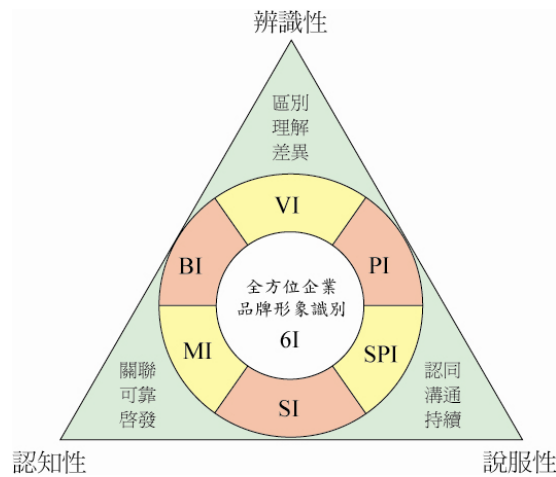 辨識性
區別
理解
差異
VI
BI
PI
全方位企業
品牌形象識別
6I
MI
SPI
SI
關聯
可靠
啓發
認同
溝通
持續
認知性
說服性